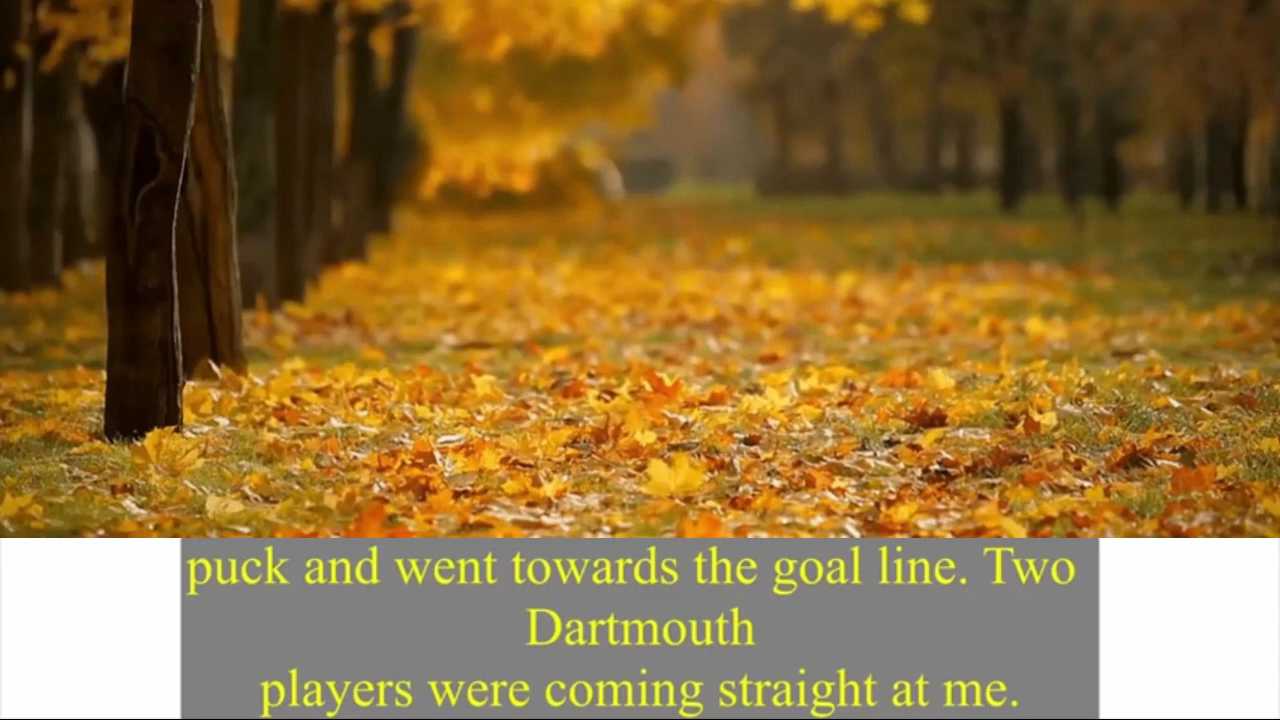 puck and went towards the goal line. Two
Dartmouth
players were coming straight at me.